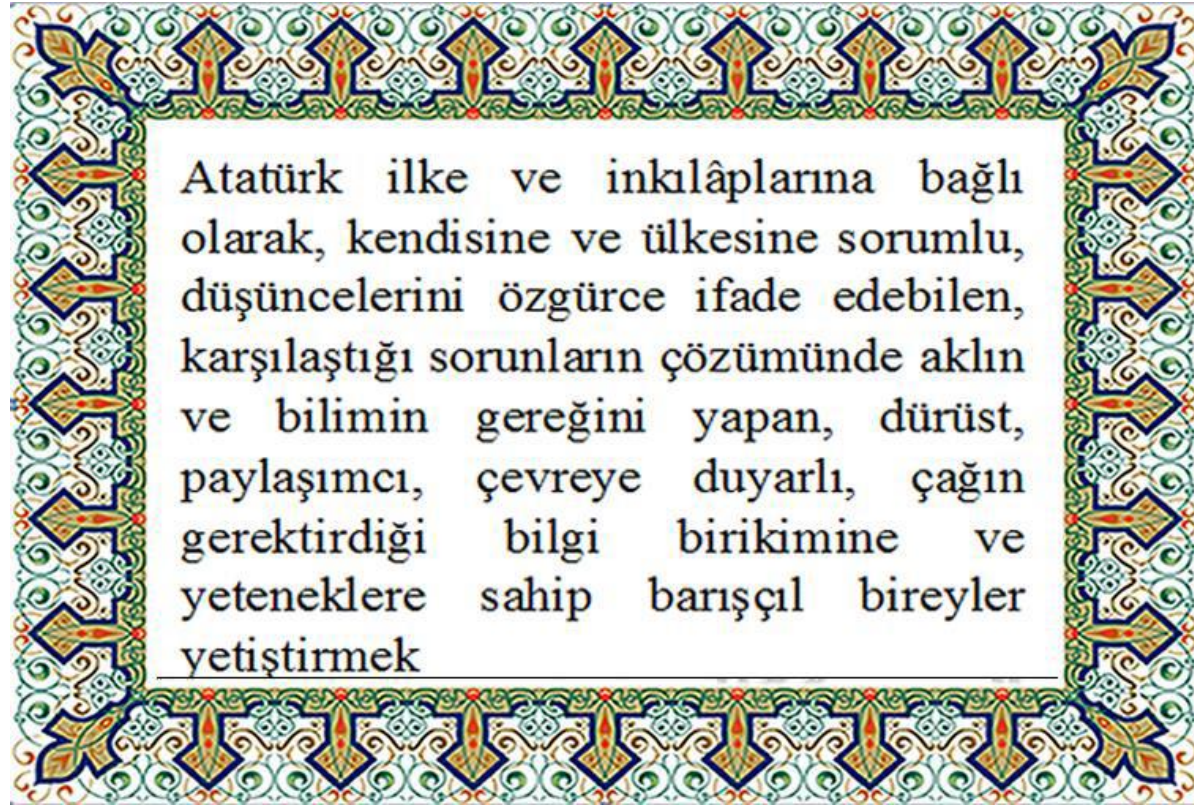 Atatürk ilke ve inkılâplarına bağlı
olarak, kendisine ve ülkesine sorumlu,
düşüncelerini özgürce ifade edebilen,
karşılaştığı sorunların çözümünde aklın
ve bilimin gereğini yapan, dürüst,
paylaşımcı, çevreye duyarlı, çağın
gerektirdiği bilgi birikimine ve
yeteneklere sahip barışçıl bireyler
yetiştirmek